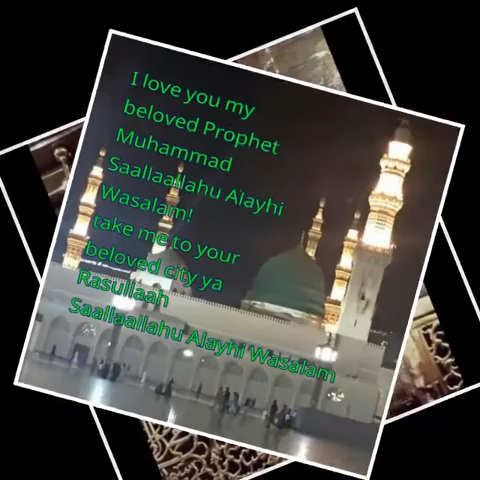 I love you my
beloved Prophet
Muhammad
Saallaallahu Alayhi
Wasalam!
take me to your
beloved city ya
Rasullaah
Saallaallahu Alayhi Wasalam